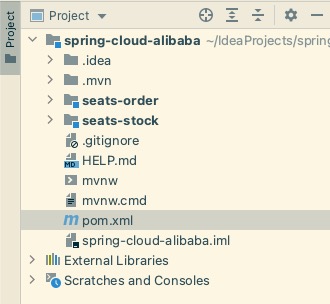 Project
Project
spring-cloud-alibaba ~/IdeaProjects/spring
.idea
.mvn
seats-order
seats-stock
.gitignore
MD HELP.md
mvnw
mvnw.cmd
m pom.xml
spring-cloud-alibaba.iml
External Libraries
Scratches and Consoles